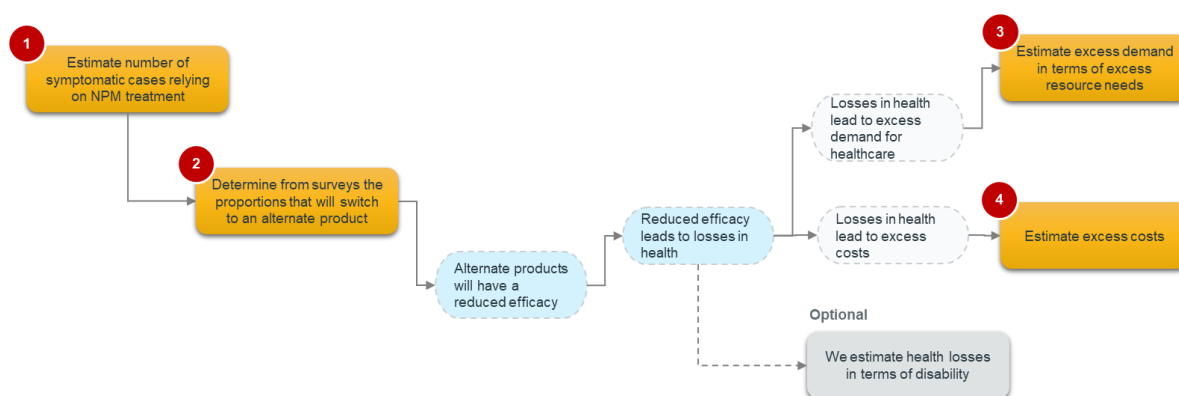 1
Estimate number of
symptomatic cases relying
on NPM treatment
2
Determine from surveys the
proportions that will switch
to an alternate product
Alternate products
will have a
reduced efficacy
Reduced efficacy
leads to losses in
health
Losses in health
lead to excess
demand for
healthcare
3
Estimate excess demand
in terms of excess
resource needs
Losses in health
lead to excess
costs
4
Estimate excess costs
Optional
We estimate health losses
in terms of disability